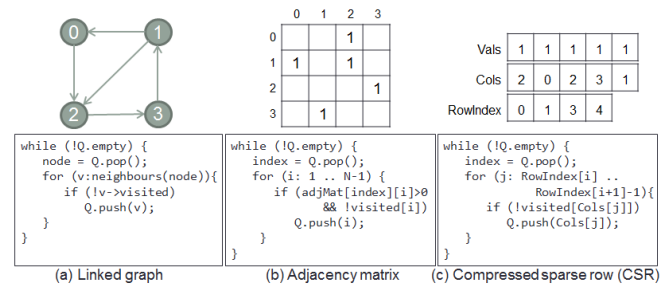 0
1
2
3
0 1 2 3
0 1
1 1 1
2 1
3 1
Vals 1 1 1 1 1
Cols 2 0 2 3 1
RowIndex 0 1 3 4
while (!Q.empty) {
node = Q.pop();
for (v:neighbours(node)){
if (!v->visited)
Q.push(v);
}
}
(a) Linked graph
while (!Q.empty) {
index = Q.pop();
for (i: 1 .. N-1) {
if (adjMat[index][i]>0
&& !visited[i])
Q.push(i);
}
}
(b) Adjacency matrix
while (!Q.empty) {
index = Q.pop();
for (j: RowIndex[i] ..
RowIndex[i+1]-1){
if (!visited[Cols[j]])
Q.push(Cols[j]);
}
}
(c) Compressed sparse row (CSR)